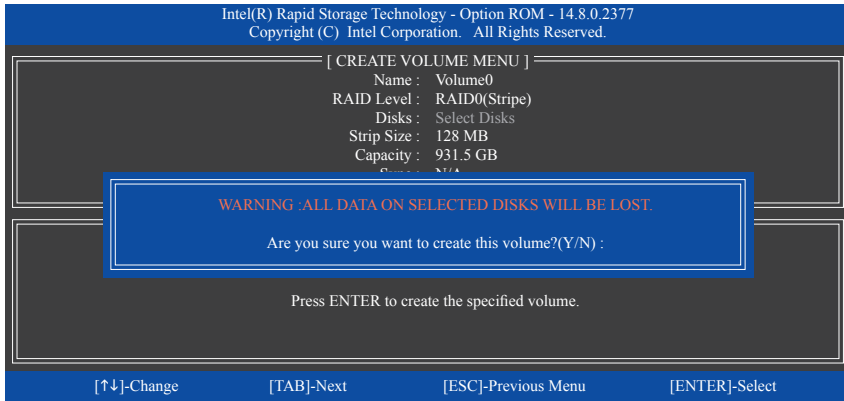 Intel(R) Rapid Storage Technology - Option ROM - 14.8.0.2377
Copyright (C) Intel Corporation. All Rights Reserved.
[ CREATE VOLUME MENU ]
Name : Volume0
RAID Level : RAID0(Stripe)
Disks : Select Disks
Strip Size : 128 MB
Capacity : 931.5 GB
Sync : N/A
WARNING :ALL DATA ON SELECTED DISKS WILL BE LOST.
Are you sure you want to create this volume?(Y/N) :
Press ENTER to create the specified volume.
[↑↓]-Change [TAB]-Next [ESC]-Previous Menu [ENTER]-Select